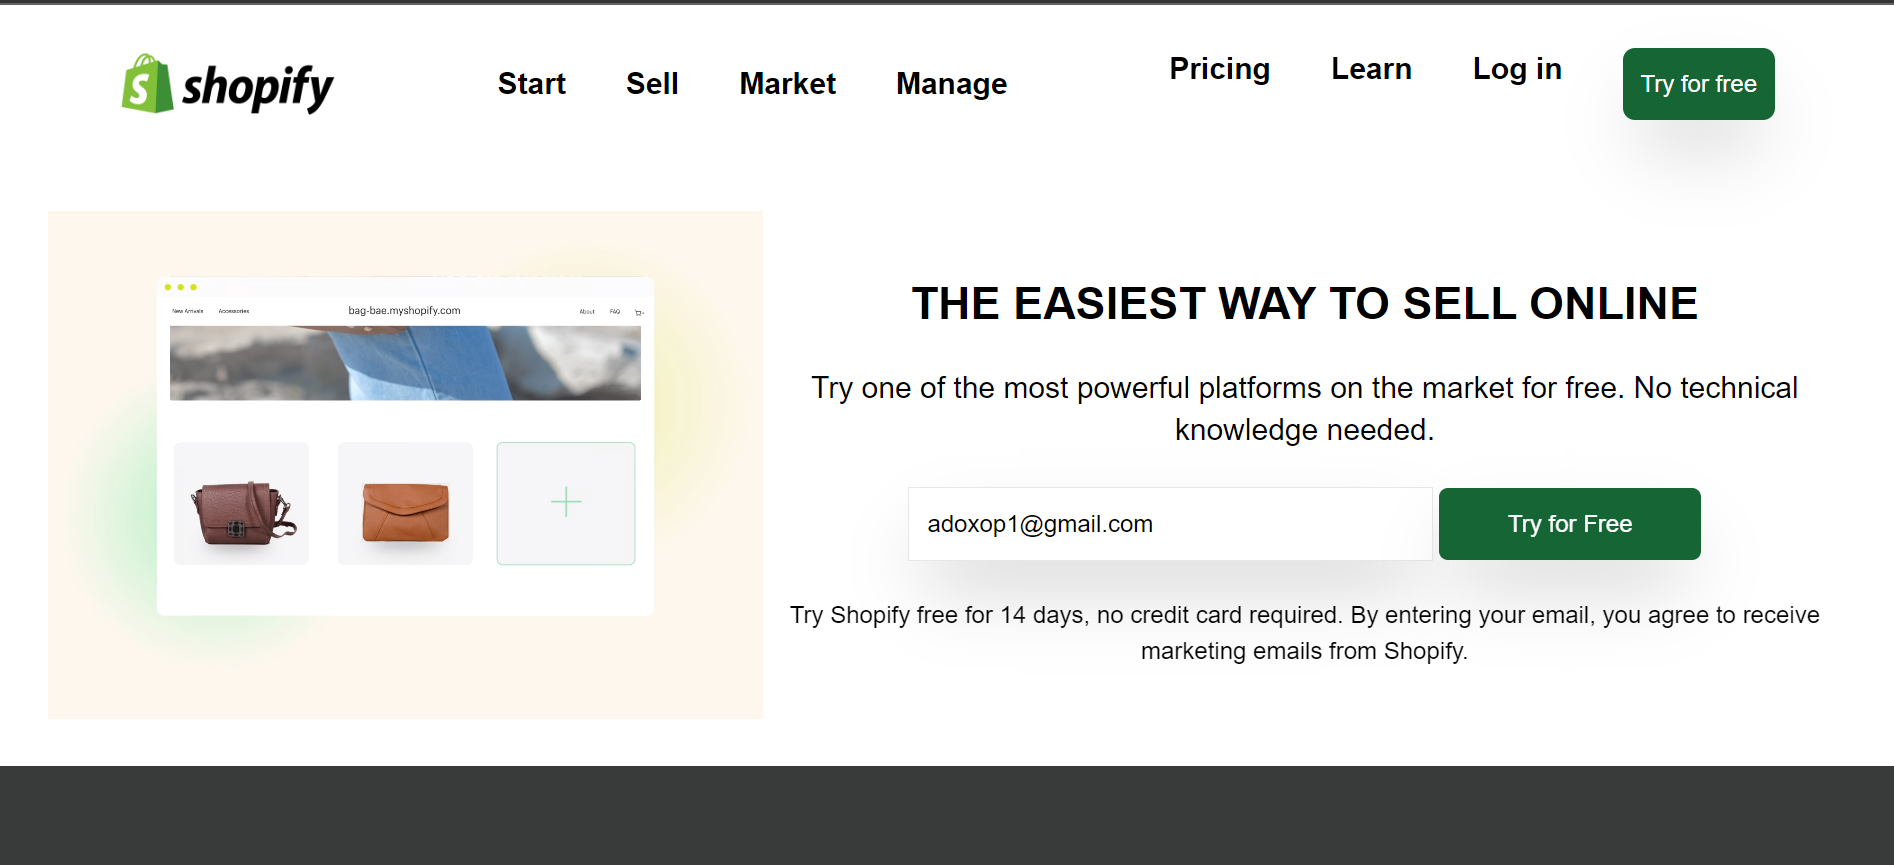 shopify
Start Sell Market Manage
Pricing Learn Log in
Try for free
New Arrivals Accessories bag-bae.myshopify.com About FAQ
THE EASIEST WAY TO SELL ONLINE
Try one of the most powerful platforms on the market for free. No technical
knowledge needed.
adoxop1@gmail.com Try for Free
Try Shopify free for 14 days, no credit card required. By entering your email, you agree to receive
marketing emails from Shopify.